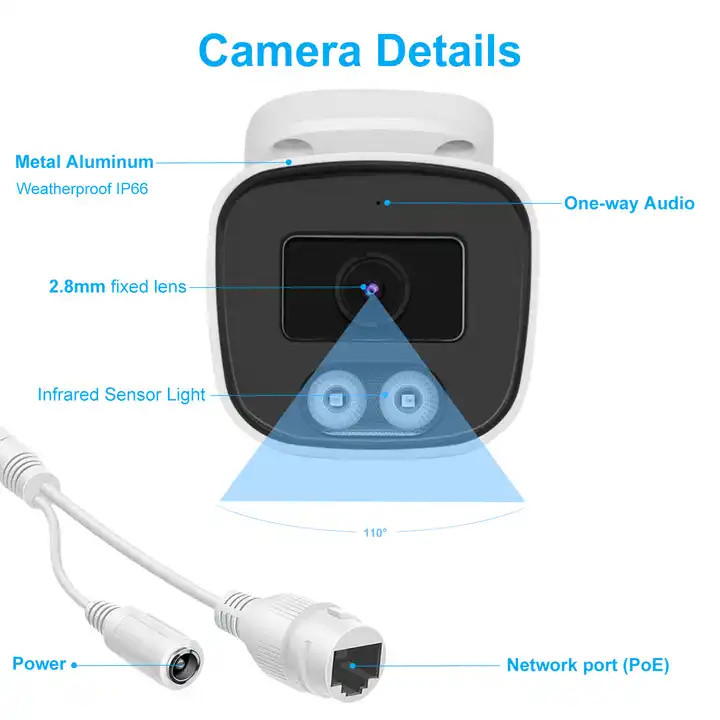 Camera Details
Metal Aluminum
Weatherproof IP66
One-way Audio
2.8mm fixed lens
Infrared Sensor Light
110°
Power
Network port (PoE)